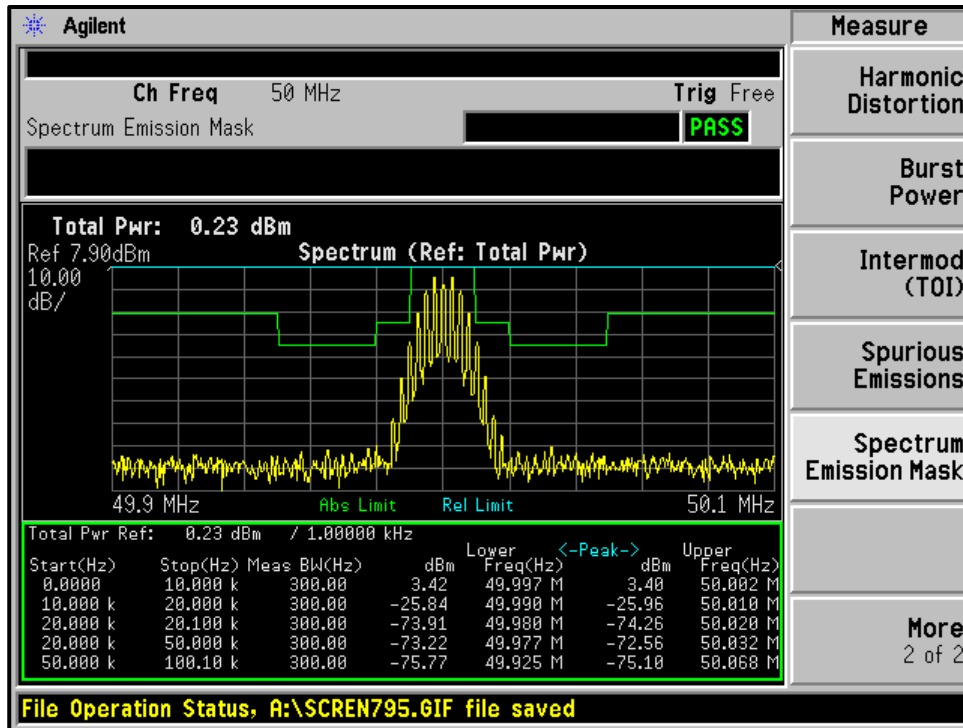 Agilent
Measure
Ch Freq 50 MHz Trig Free
Spectrum Emission Mask PASS
Harmonic
Distortion
Burst
Power
Intermod
(TOI)
Spurious
Emissions
Spectrum
Emission Mask
More
2 of 2
Total Pwr: 0.23 dBm
Ref 7.90dBm Spectrum (Ref: Total Pwr)
10.00
dB/
49.9 MHz Abs Limit Rel Limit 50.1 MHz
Total Pwr Ref: 0.23 dBm / 1.00000 kHz
Lower <-Peak-> Upper
Start(Hz) Stop(Hz) Meas BW(Hz) dBm Freq(Hz) dBm Freq(Hz)
0.0000 10.000 k 300.00 3.42 49.997 M 3.40 50.002 M
10.000 k 20.000 k 300.00 -25.84 49.990 M -25.96 50.010 M
20.000 k 20.100 k 300.00 -73.91 49.980 M -74.26 50.020 M
20.000 k 50.000 k 300.00 -73.22 49.977 M -72.56 50.032 M
50.000 k 100.10 k 300.00 -75.77 49.925 M -75.10 50.068 M
File Operation Status, A:\SCREN795.GIF file saved